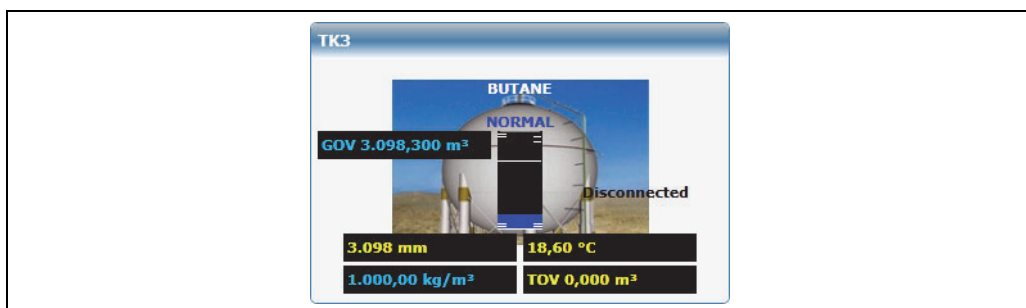 TK3
BUTANE
NORMAL
GOV 3.098,300 m³
Disconnected
3.098 mm
18,60 °C
1.000,00 kg/m³
TOV 0,000 m³